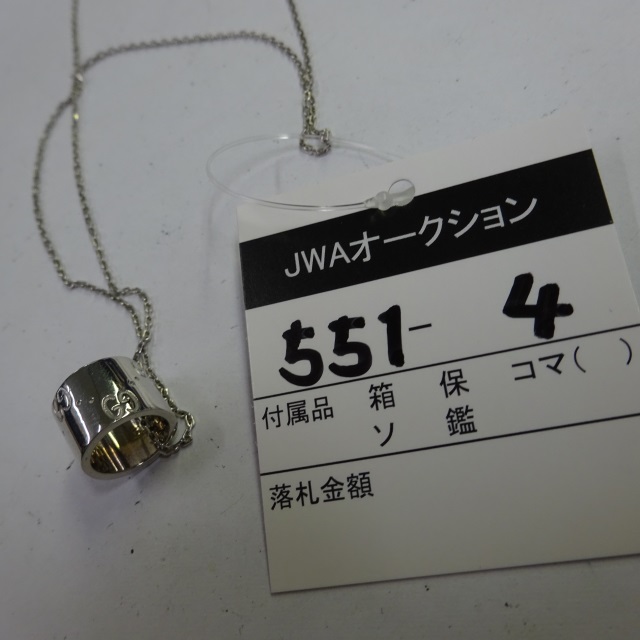 JWAオークション
551- 4
付属品 箱 保 コマ( )
ソ 鑑
落札金額